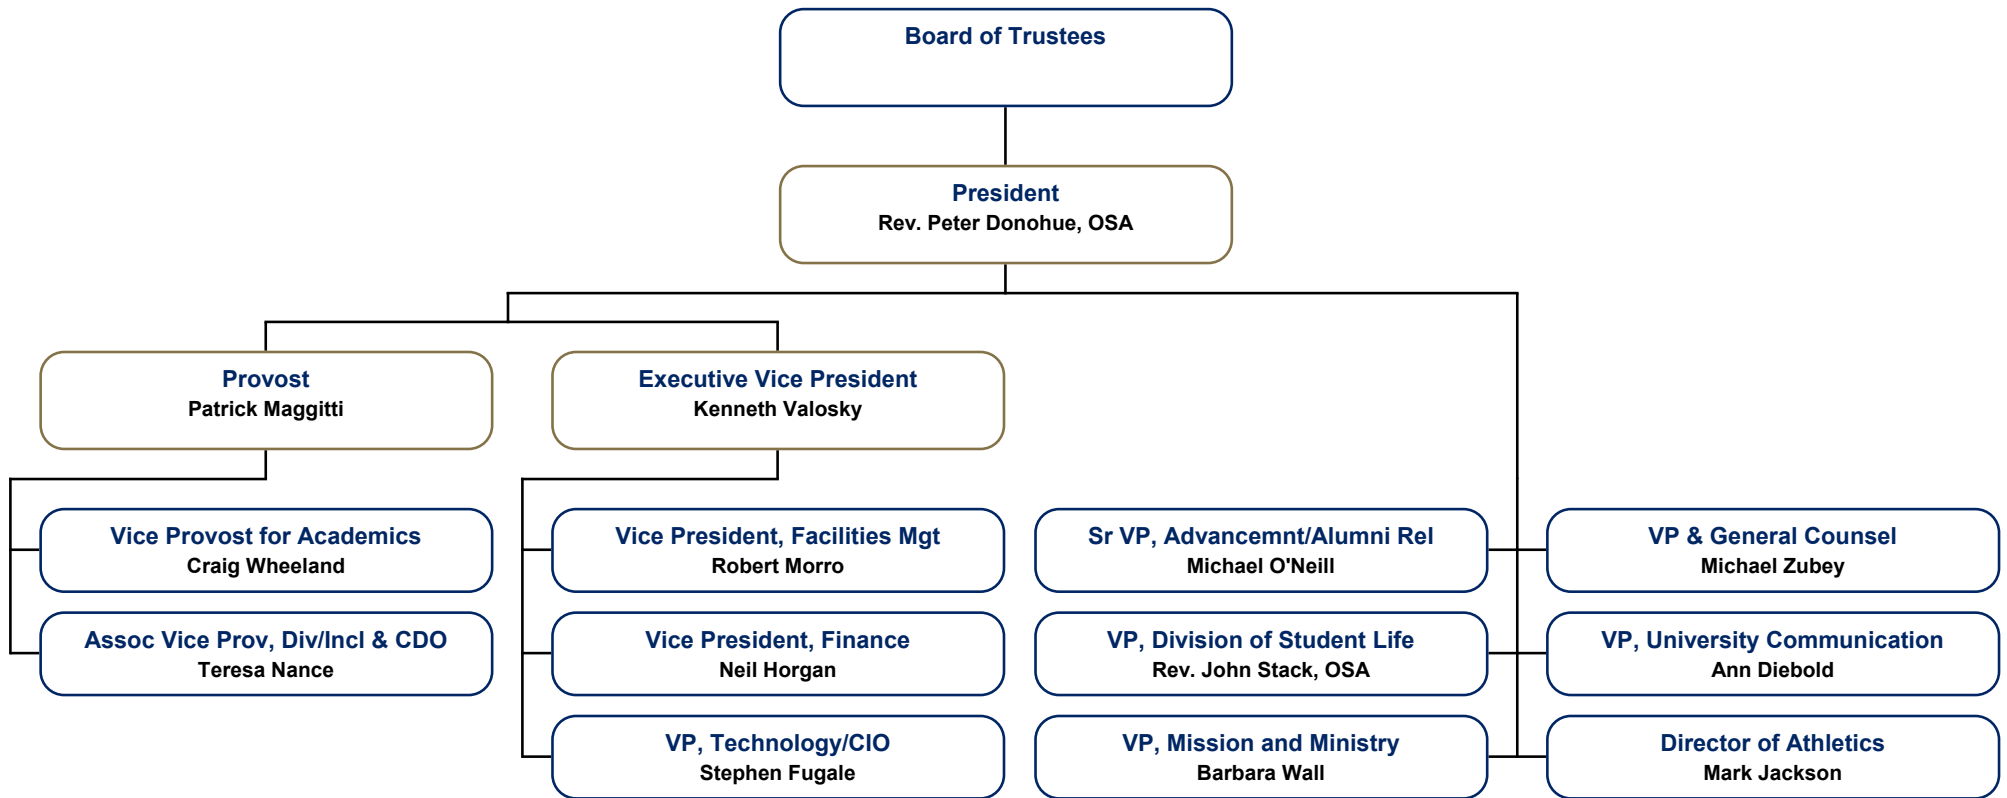 Board of Trustees
President
Rev. Peter Donohue, OSA
Provost
Patrick Maggitti
Executive Vice President
Kenneth Valosky
Vice Provost for Academics
Craig Wheeland
Vice President, Facilities Mgt
Robert Morro
Sr VP, Advancemnt/Alumni Rel
Michael O'Neill
VP & General Counsel
Michael Zubey
Assoc Vice Prov, Div/Incl & CDO
Teresa Nance
Vice President, Finance
Neil Horgan
VP, Division of Student Life
Rev. John Stack, OSA
VP, University Communication
Ann Diebold
VP, Technology/CIO
Stephen Fugale
VP, Mission and Ministry
Barbara Wall
Director of Athletics
Mark Jackson